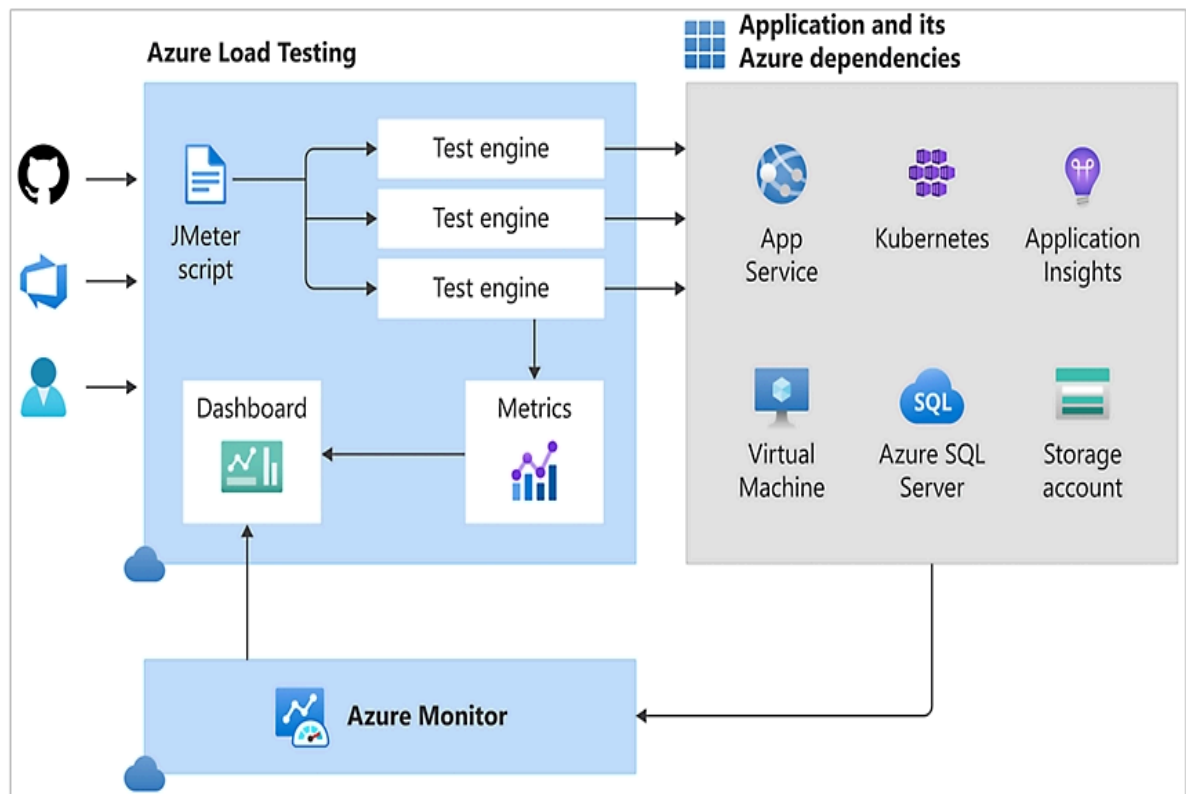 Azure Load Testing
Application and its
Azure dependencies
JMeter
script
Test engine
Test engine
Test engine
Dashboard
Metrics
App
Service
Kubernetes
Application
Insights
Virtual
Machine
SQL
Azure SQL
Server
Storage
account
Azure Monitor